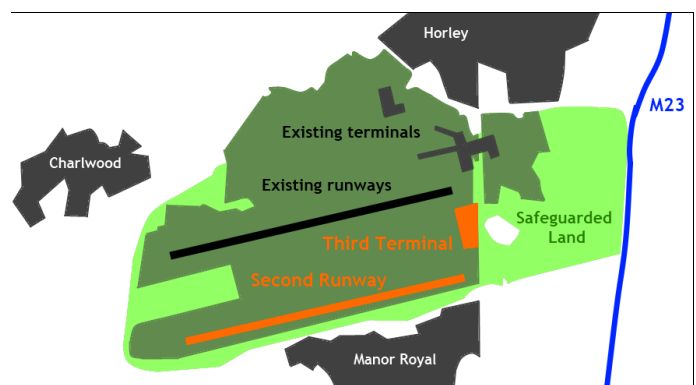 Horley
M23
Existing terminals
Charlwood
Existing runways
Safeguarded
Land
Third Terminal
Second Runway
Manor Royal